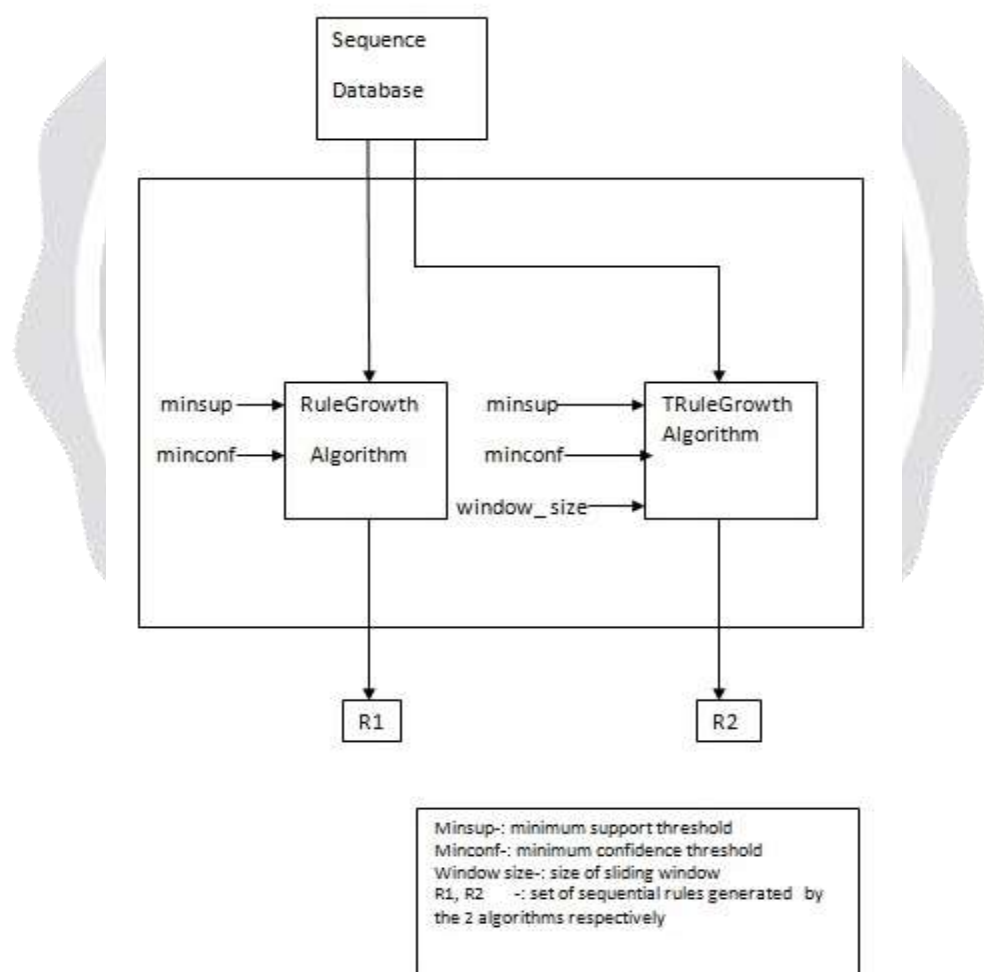 Sequence
Database
minsup
RuleGrowth
minsup
TRuleGrowth
Algorithm
minconf
Algorithm
minconf
window_ size
R1
R2
Minsup-: minimum support threshold
Minconf-: minimum confidence threshold
Window size-: size of sliding window
R1, R2 -: set of sequential rules generated by
the 2 algorithms respectively